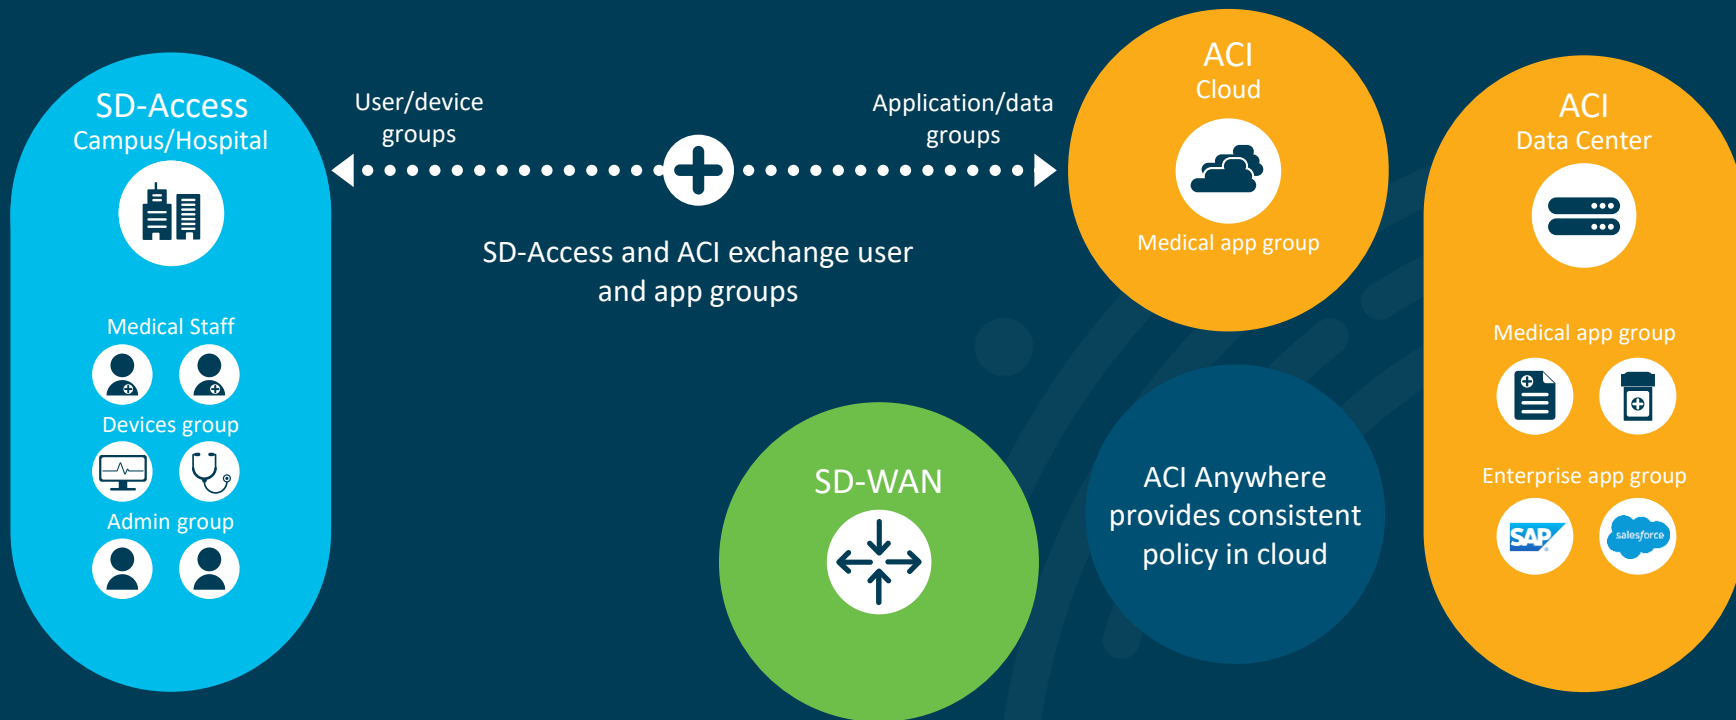 SD-Access
Campus/Hospital
Medical Staff
Devices group
Admin group
User/device
groups
Application/data
groups
SD-Access and ACI exchange user
and app groups
SD-WAN
ACI
Cloud
Medical app group
ACI Anywhere
provides consistent
policy in cloud
ACI
Data Center
Medical app group
Enterprise app group
SAP
salesforce